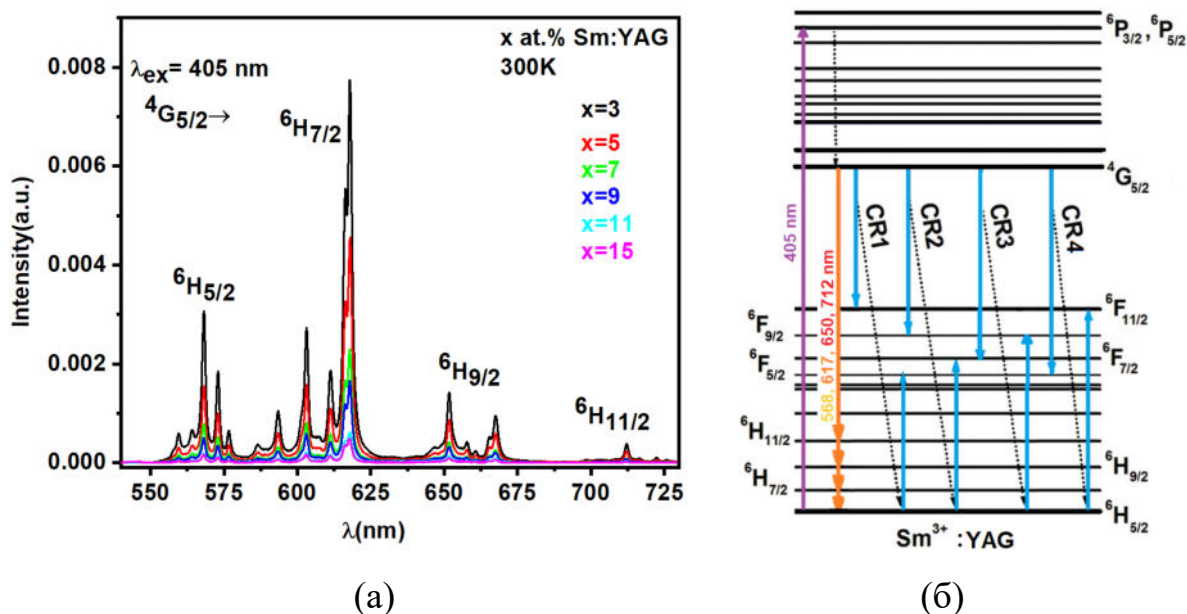 x at.% Sm:YAG
300K
λex= 405 nm
⁴G5/2→
⁶H7/2
x=3
x=5
x=7
x=9
x=11
x=15
⁶H5/2
⁶H9/2
⁶H11/2
Intensity(a.u.)
0.008
0.006
0.004
0.002
0.000
550 575 600 625 650 675 700 725
λ(nm)
(а)
⁶P3/2,⁶P5/2
⁴G5/2
405 nm
568, 617, 650, 712 nm
CR1
CR2
CR3
CR4
⁶F11/2
⁶F9/2
⁶F7/2
⁶F5/2
⁶H11/2
⁶H9/2
⁶H7/2
⁶H5/2
Sm³⁺ :YAG
(б)